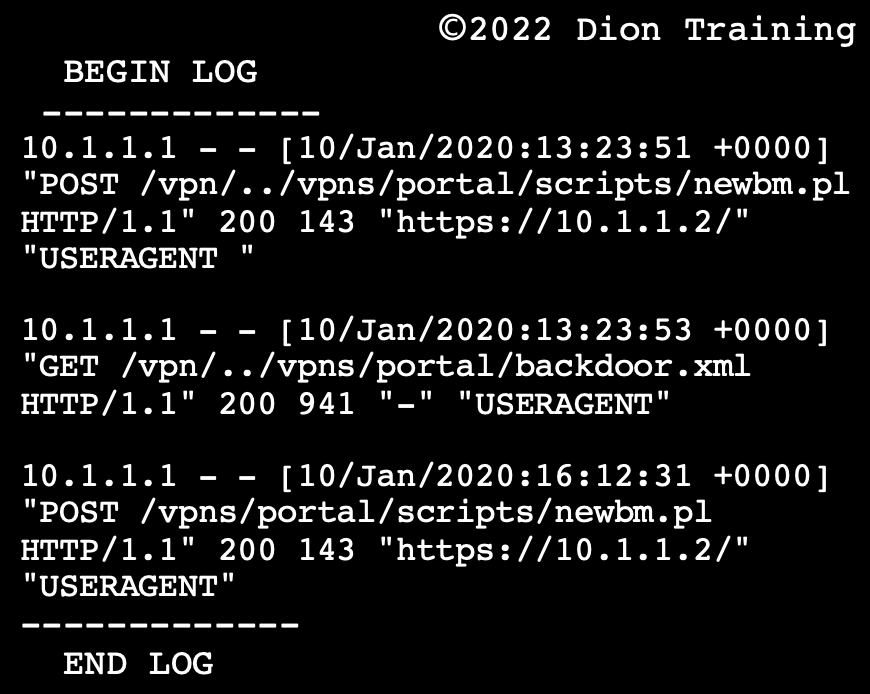 ©2022 Dion Training
BEGIN LOG
-------------
10.1.1.1 - - [10/Jan/2020:13:23:51 +0000]
"POST /vpn/../vpns/portal/scripts/newbm.pl
HTTP/1.1" 200 143 "https://10.1.1.2/"
"USERAGENT "
10.1.1.1 - - [10/Jan/2020:13:23:53 +0000]
"GET /vpn/../vpns/portal/backdoor.xml
HTTP/1.1" 200 941 "-" "USERAGENT"
10.1.1.1 - - [10/Jan/2020:16:12:31 +0000]
"POST /vpns/portal/scripts/newbm.pl
HTTP/1.1" 200 143 "https://10.1.1.2/"
"USERAGENT"
-------------
END LOG